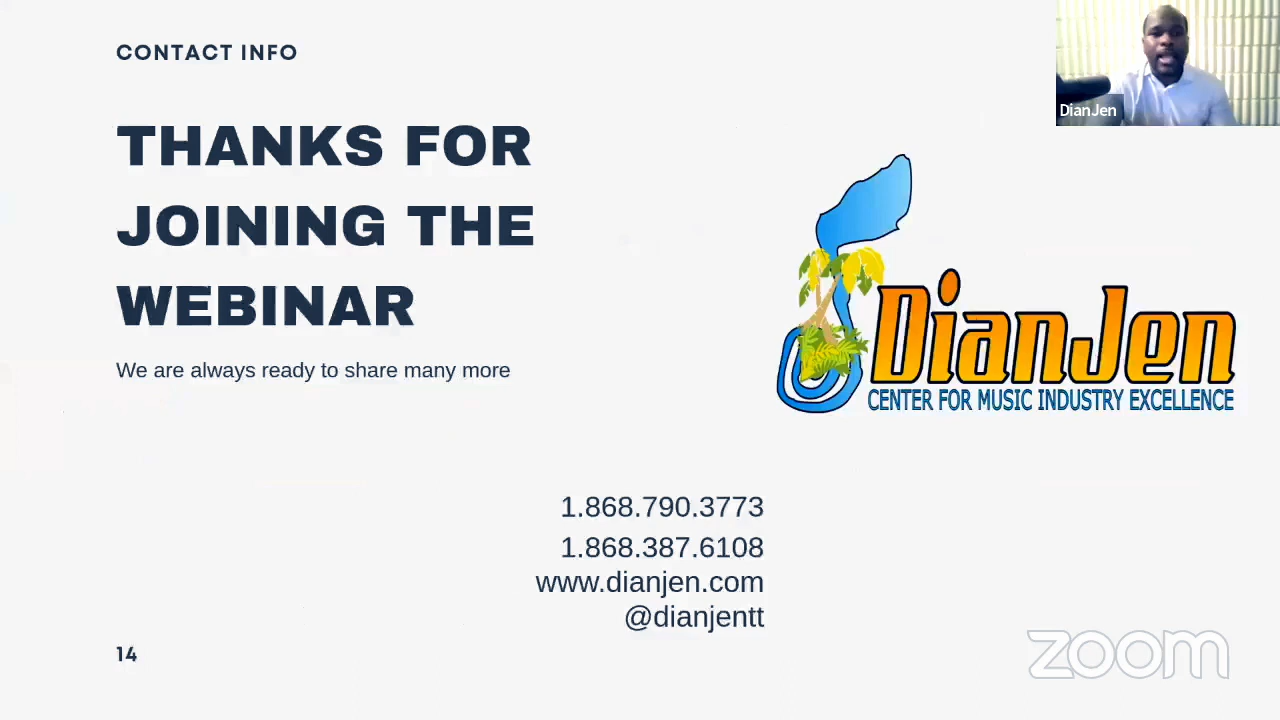 CONTACT INFO
DianJen
THANKS FOR
JOINING THE
WEBINAR
We are always ready to share many more
DianJen
CENTER FOR MUSIC INDUSTRY EXCELLENCE
1.868.790.3773
1.868.387.6108
www.dianjen.com
@dianjentt
14
zoom